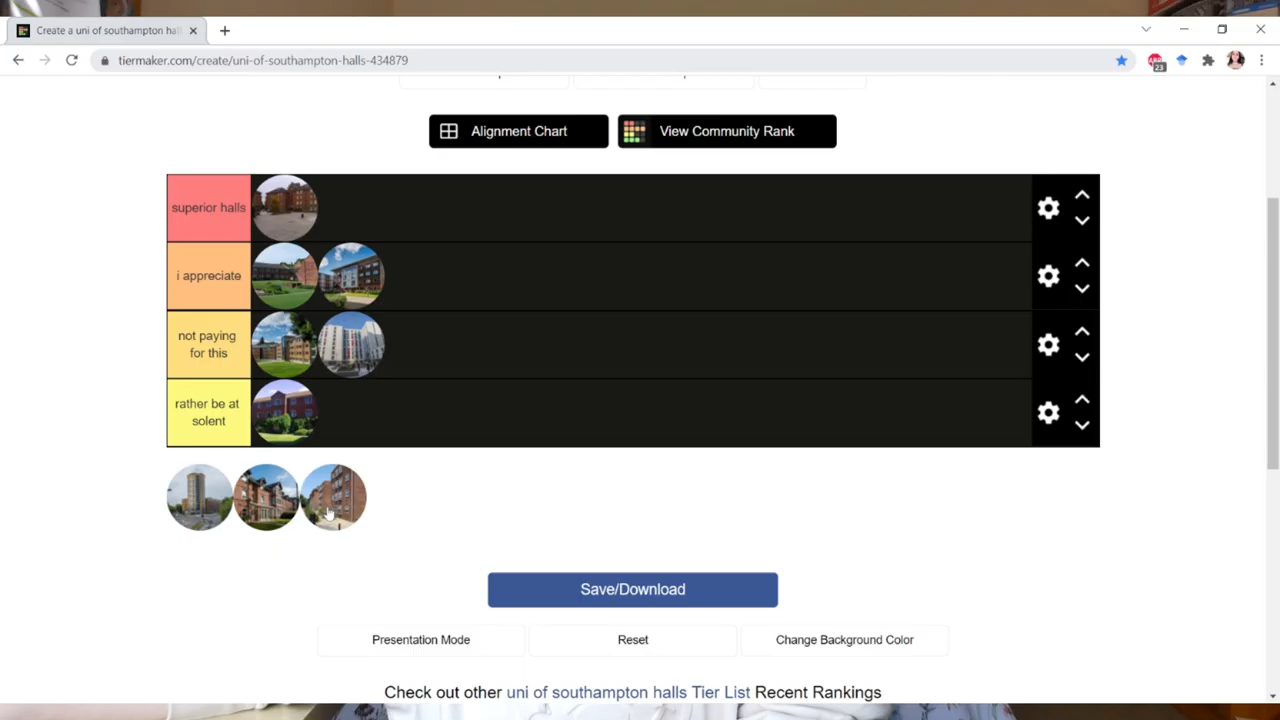 Create a uni of southampton hal
tiermaker.com/create/uni-of-southampton-halls-434879
23
Alignment Chart
View Community Rank
superior halls
i appreciate
not paying
for this
rather be at
solent
Save/Download
Presentation Mode
Reset
Change Background Color
Check out other uni of southampton halls Tier List Recent Rankings